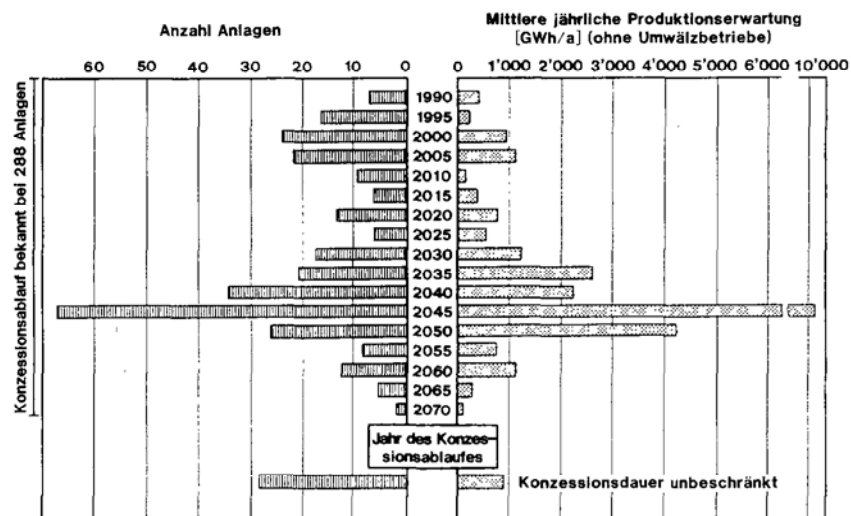 Anzahl Anlagen
Mittlere jährliche Produktionserwartung
[GWh/a] (ohne Umwälzbetriebe)
60 50 40 30 20 10 0
0 1'000 2'000 3'000 4'000 5'000 6'000 10'000
Konzessionsablauf bekannt bei 288 Anlagen
1990
1995
2000
2005
2010
2015
2020
2025
2030
2035
2040
2045
2050
2055
2060
2065
2070
Jahr des Konzes-
sionsablaufes
Konzessionsdauer unbeschränkt